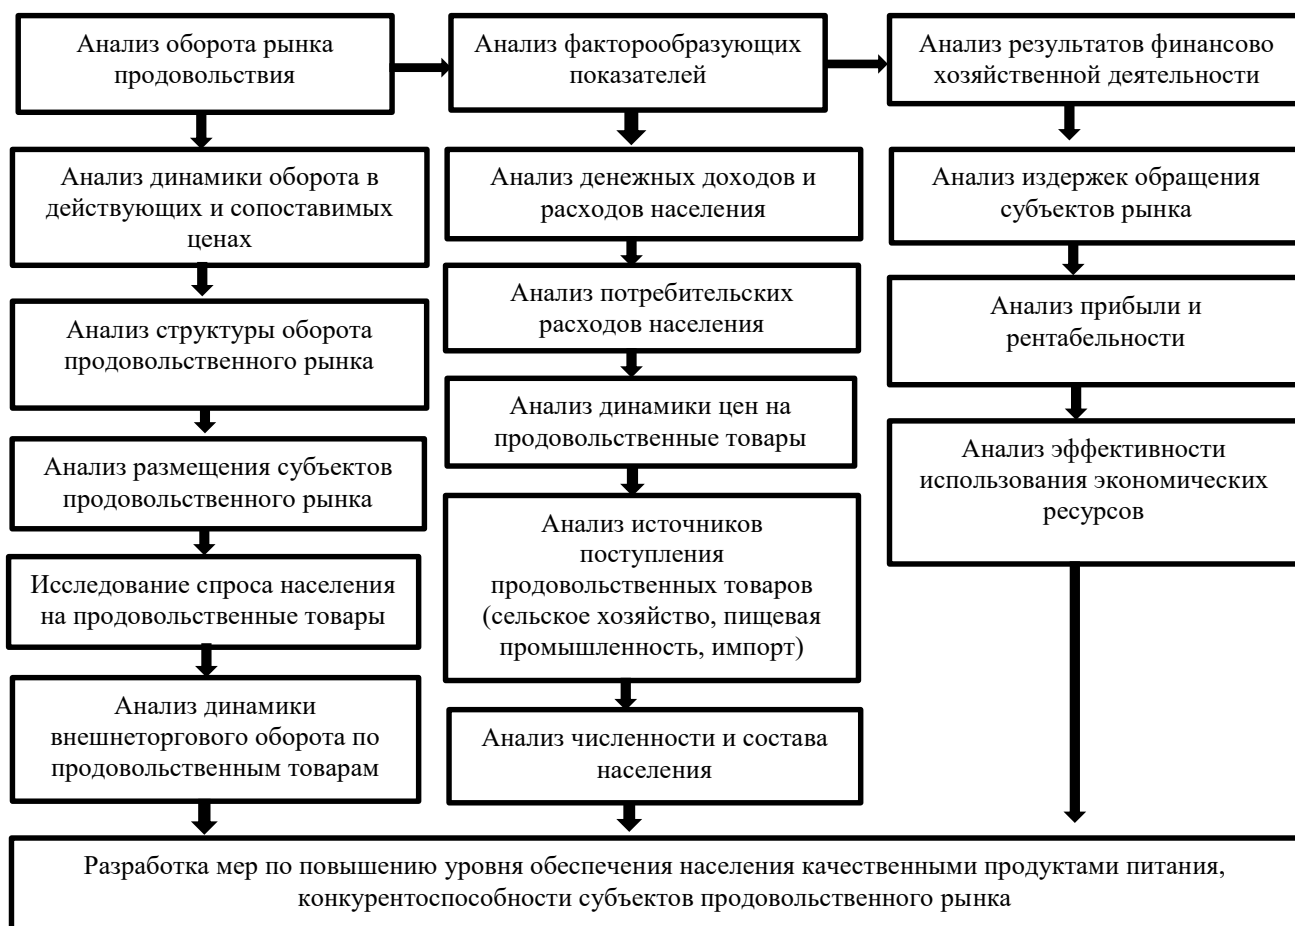 Анализ оборота рынка
продовольствия
Анализ факторообразующих
показателей
Анализ результатов финансово
хозяйственной деятельности
Анализ динамики оборота в
действующих и сопоставимых
ценах
Анализ структуры оборота
продовольственного рынка
Анализ размещения субъектов
продовольственного рынка
Исследование спроса населения
на продовольственные товары
Анализ динамики
внешнеторгового оборота по
продовольственным товарам
Анализ денежных доходов и
расходов населения
Анализ потребительских
расходов населения
Анализ динамики цен на
продовольственные товары
Анализ источников
поступления
продовольственных товаров
(сельское хозяйство, пищевая
промышленность, импорт)
Анализ численности и состава
населения
Анализ издержек обращения
субъектов рынка
Анализ прибыли и
рентабельности
Анализ эффективности
использования экономических
ресурсов
Разработка мер по повышению уровня обеспечения населения качественными продуктами питания,
конкурентоспособности субъектов продовольственного рынка